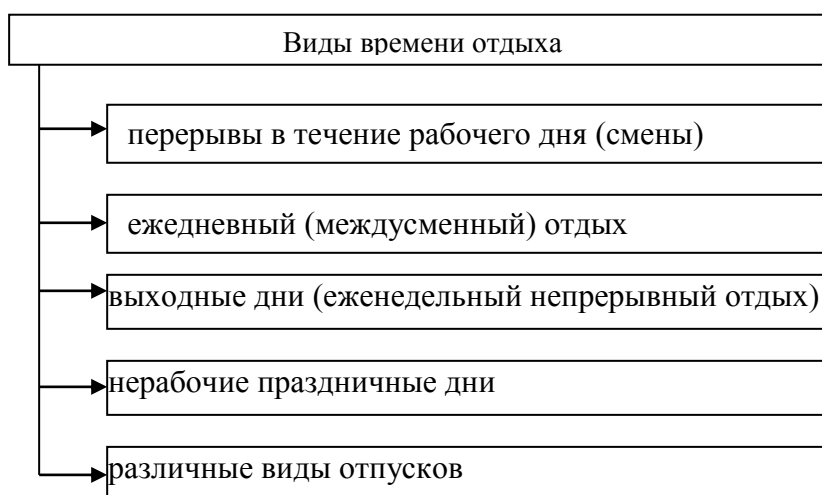 Виды времени отдыха
перерывы в течение рабочего дня (смены)
ежедневный (междусменный) отдых
выходные дни (еженедельный непрерывный отдых)
нерабочие праздничные дни
различные виды отпусков